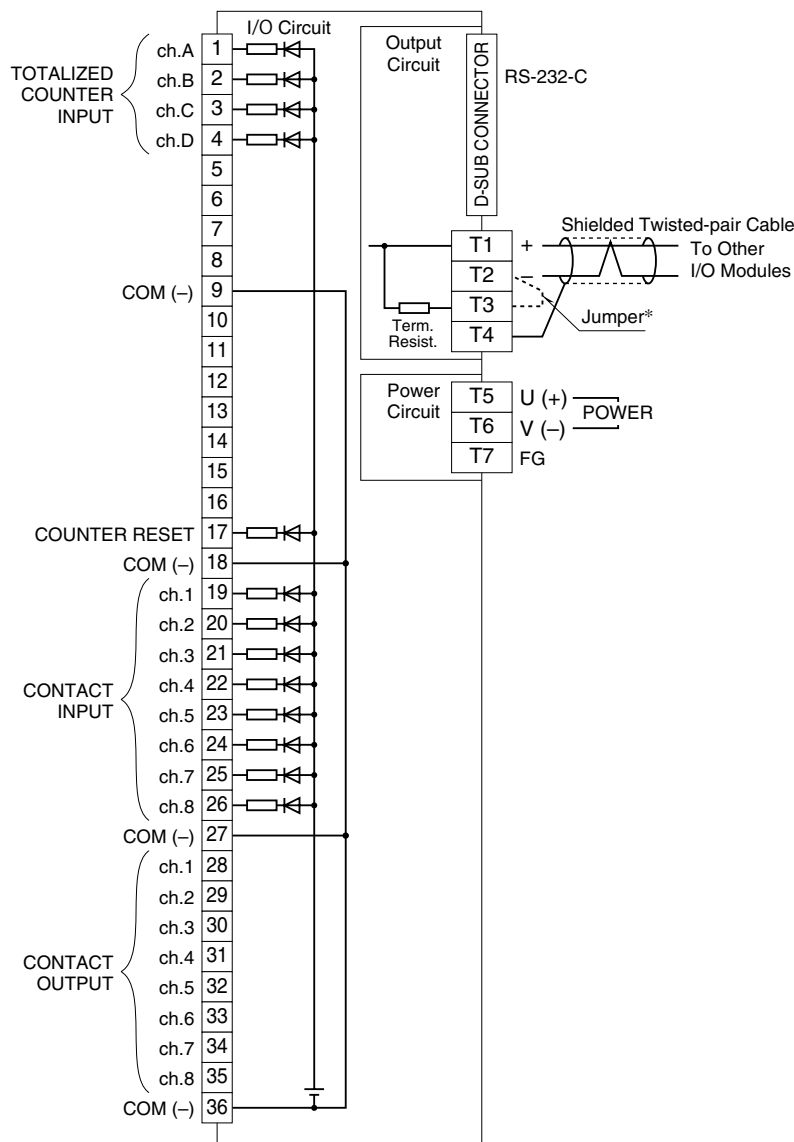 I/O Circuit
TOTALIZED
COUNTER
INPUT
ch.A 1
ch.B 2
ch.C 3
ch.D 4
5
6
7
8
COM (–) 9
10
11
12
13
14
15
16
COUNTER RESET 17
COM (–) 18
CONTACT
INPUT
ch.1 19
ch.2 20
ch.3 21
ch.4 22
ch.5 23
ch.6 24
ch.7 25
ch.8 26
COM (–) 27
CONTACT
OUTPUT
ch.1 28
ch.2 29
ch.3 30
ch.4 31
ch.5 32
ch.6 33
ch.7 34
ch.8 35
COM (–) 36
Output
Circuit
D-SUB CONNECTOR
RS-232-C
Shielded Twisted-pair Cable
To Other
I/O Modules
T1 +
T2 –
T3
T4
Term.
Resist.
Jumper*
Power
Circuit
T5 U (+)
T6 V (–)
T7 FG
POWER